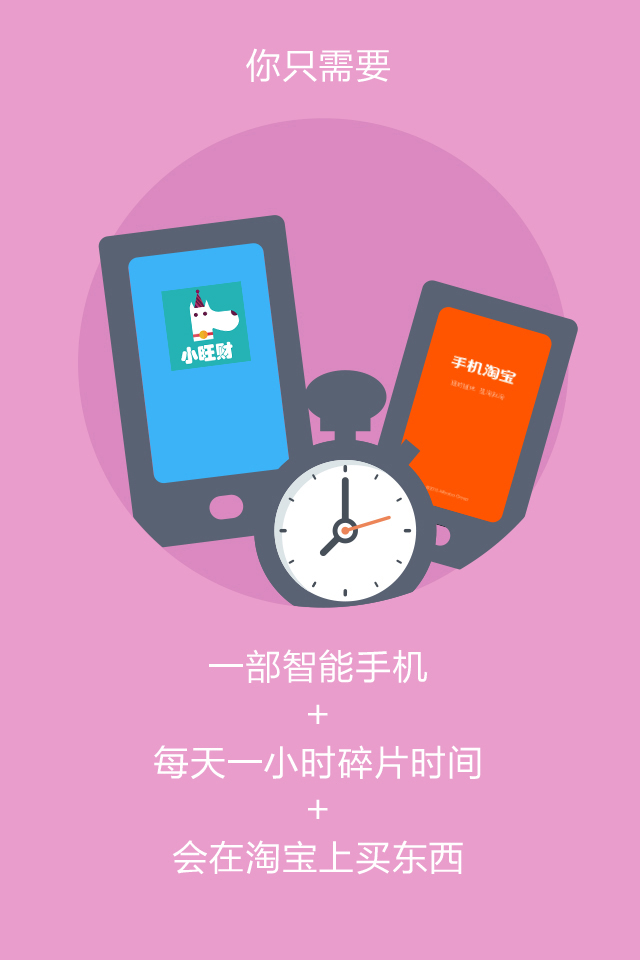 你只需要
小旺财
手机淘宝
一部智能手机
+
每天一小时碎片时间
+
会在淘宝上买东西